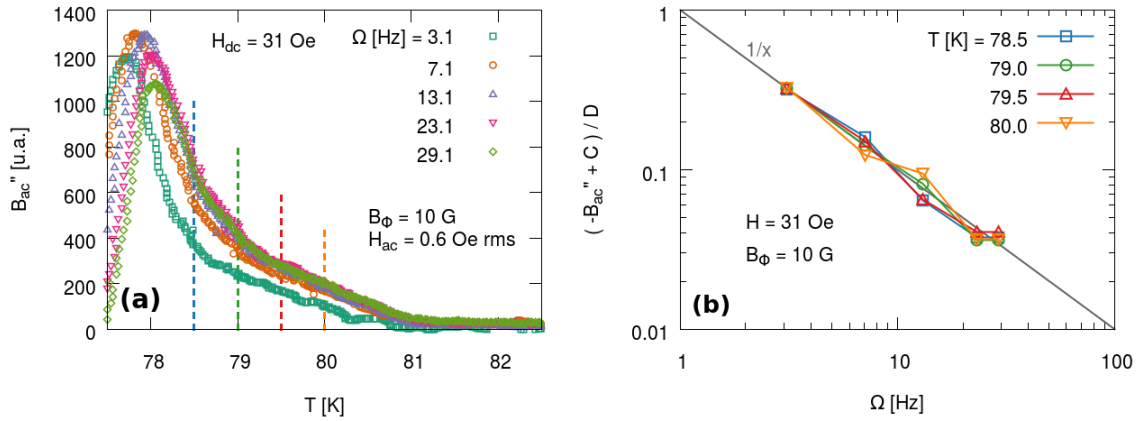 1400
1200
1000
800
600
400
200
0
B_ac'' [u.a.]
H_dc = 31 Oe
Ω [Hz] = 3.1
7.1
13.1
23.1
29.1
B_Φ = 10 G
H_ac = 0.6 Oe rms
(a)
78 79 80 81 82
T [K]
1
0.1
0.01
( -B_ac'' + C ) / D
1/x
T [K] = 78.5
79.0
79.5
80.0
H = 31 Oe
B_Φ = 10 G
(b)
1 10 100
Ω [Hz]